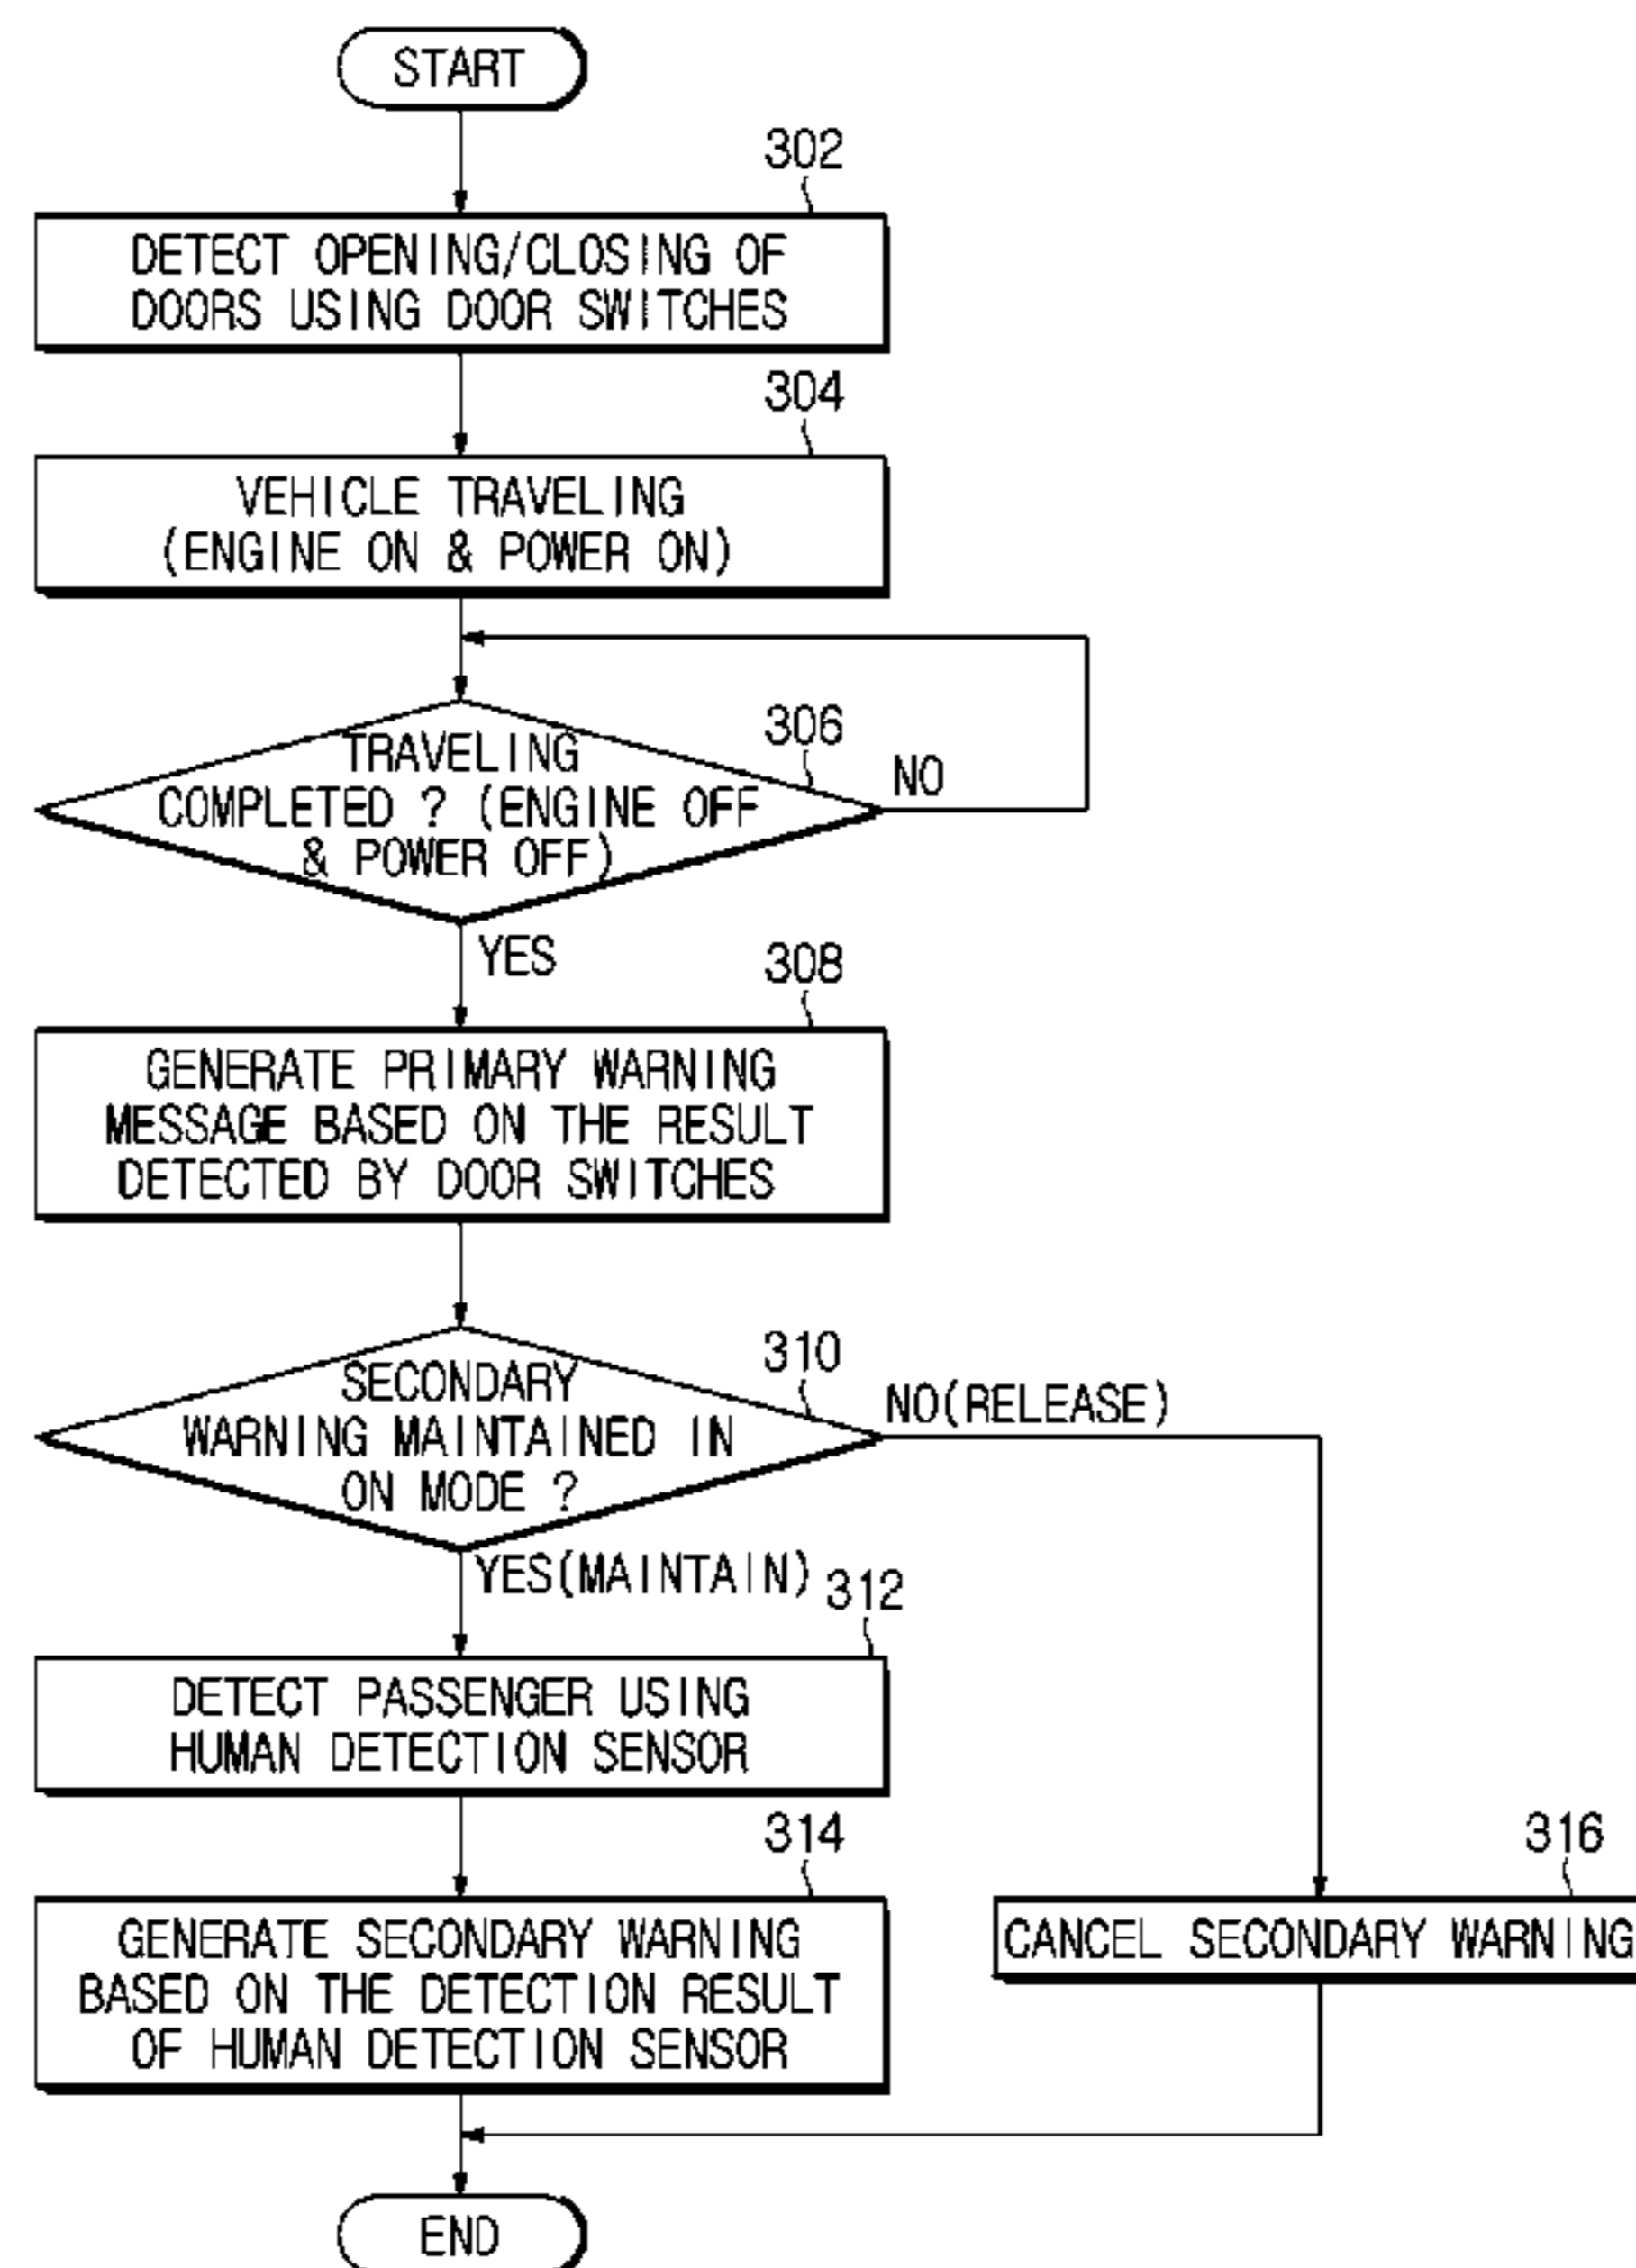 START
302
DETECT OPENING/CLOSING OF
DOORS USING DOOR SWITCHES
304
VEHICLE TRAVELING
(ENGINE ON & POWER ON)
306
TRAVELING
COMPLETED ? (ENGINE OFF
& POWER OFF)
NO
YES
308
GENERATE PRIMARY WARNING
MESSAGE BASED ON THE RESULT
DETECTED BY DOOR SWITCHES
310
SECONDARY
WARNING MAINTAINED IN
ON MODE ?
NO(RELEASE)
YES(MAINTAIN)
312
DETECT PASSENGER USING
HUMAN DETECTION SENSOR
314
GENERATE SECONDARY WARNING
BASED ON THE DETECTION RESULT
OF HUMAN DETECTION SENSOR
316
CANCEL SECONDARY WARNING
END